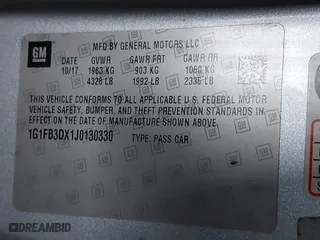 GM
MFD BY GENERAL MOTORS LLC
DATE GVWR GAWR FRT GAWR RR
10/17 1963 KG 903 KG 1060 KG
4328 LB 1992 LB 2336 LB
THIS VEHICLE CONFORMS TO ALL APPLICABLE U.S. FEDERAL MOTOR
VEHICLE SAFETY, BUMPER, AND THEFT PREVENTION STANDARDS
IN EFFECT ON THE DATE OF MANUFACTURE SHOWN ABOVE.
1G1FB3DX1J0130330 TYPE: PASS CAR
DREAMBID